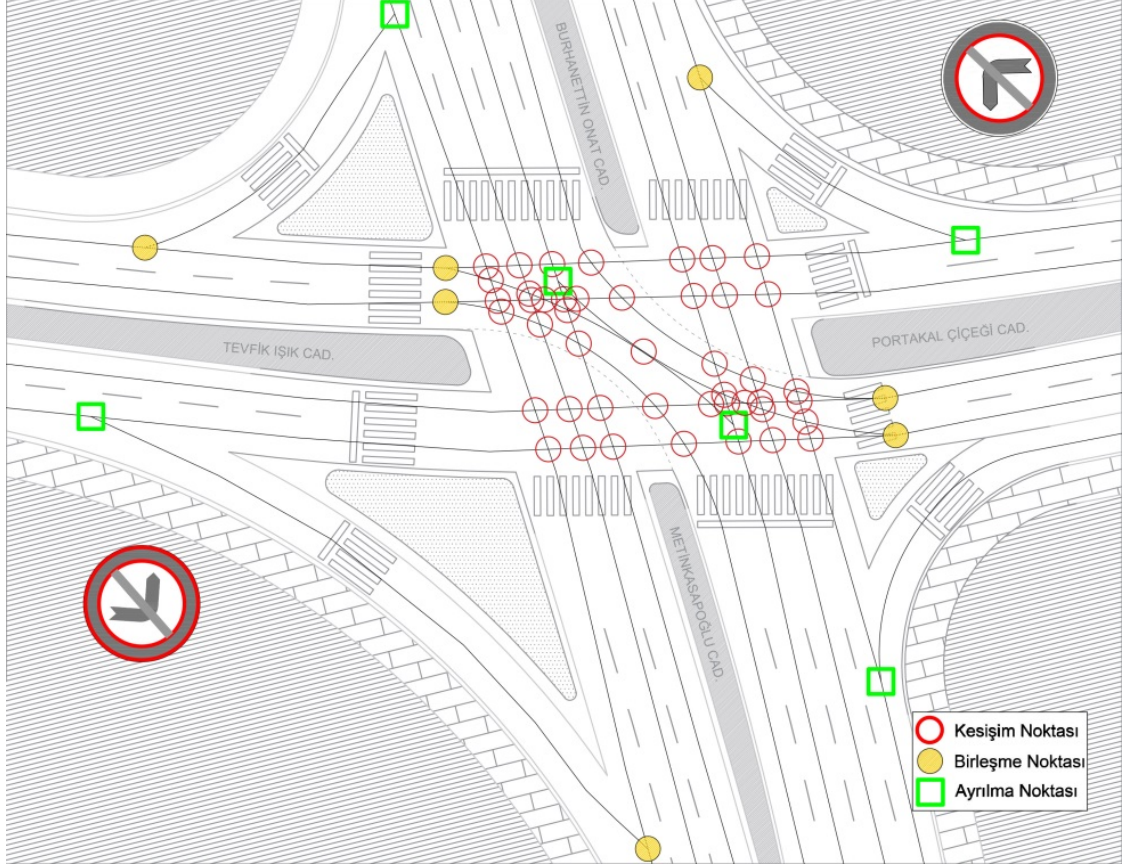 BURHANETTİN ONAT CAD.
TEVFİK IŞIK CAD.
PORTAKAL ÇİÇEĞİ CAD.
METİNKASAPOĞLU CAD.
Kesişim Noktası
Birleşme Noktası
Ayrılma Noktası